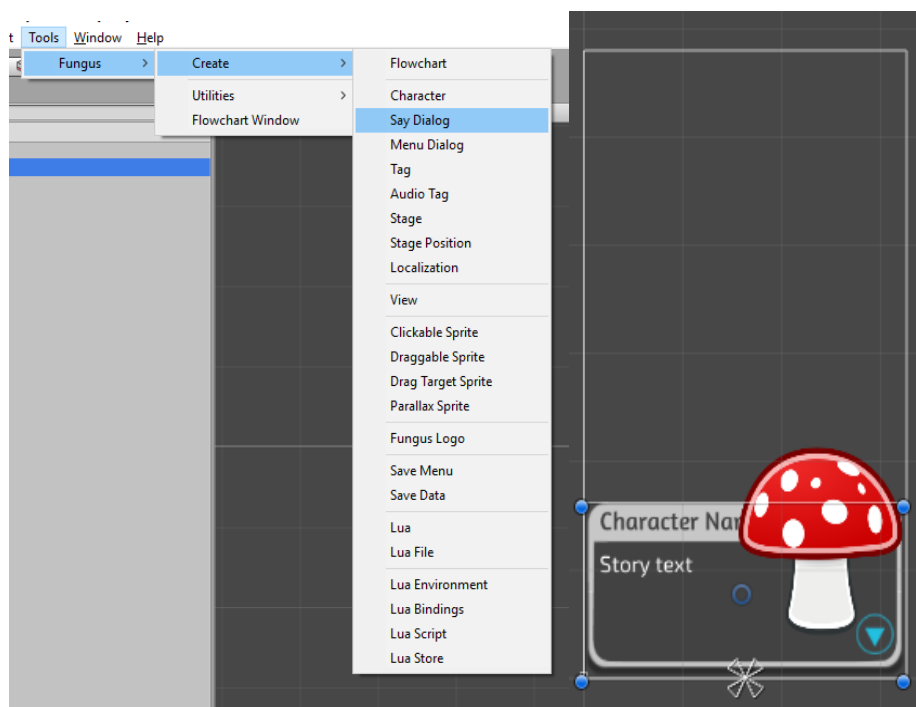 t Tools Window Help
Fungus
Create
Utilities
Flowchart Window
Flowchart
Character
Say Dialog
Menu Dialog
Tag
Audio Tag
Stage
Stage Position
Localization
View
Clickable Sprite
Draggable Sprite
Drag Target Sprite
Parallax Sprite
Fungus Logo
Save Menu
Save Data
Lua
Lua File
Lua Environment
Lua Bindings
Lua Script
Lua Store
Character Nar
Story text